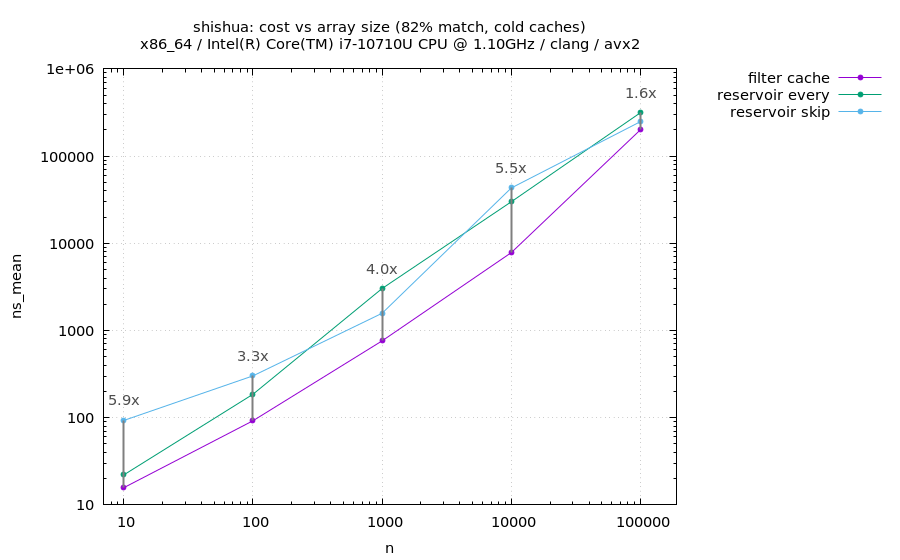 shishua: cost vs array size (82% match, cold caches)
x86_64 / Intel(R) Core(TM) i7-10710U CPU @ 1.10GHz / clang / avx2
filter cache
reservoir every
reservoir skip
1e+06
100000
10000
1000
100
10
ns_mean
5.9x
3.3x
4.0x
5.5x
1.6x
10
100
1000
10000
100000
n